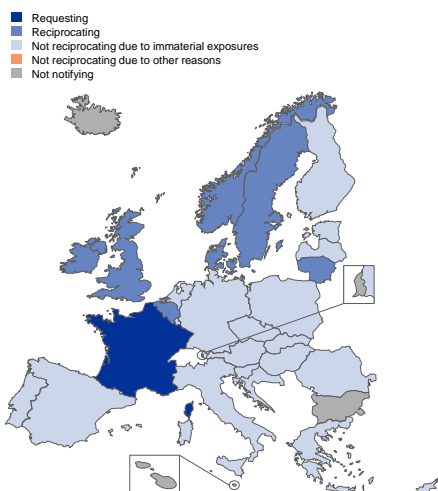 Requesting
Reciprocating
Not reciprocating due to immaterial exposures
Not reciprocating due to other reasons
Not notifying